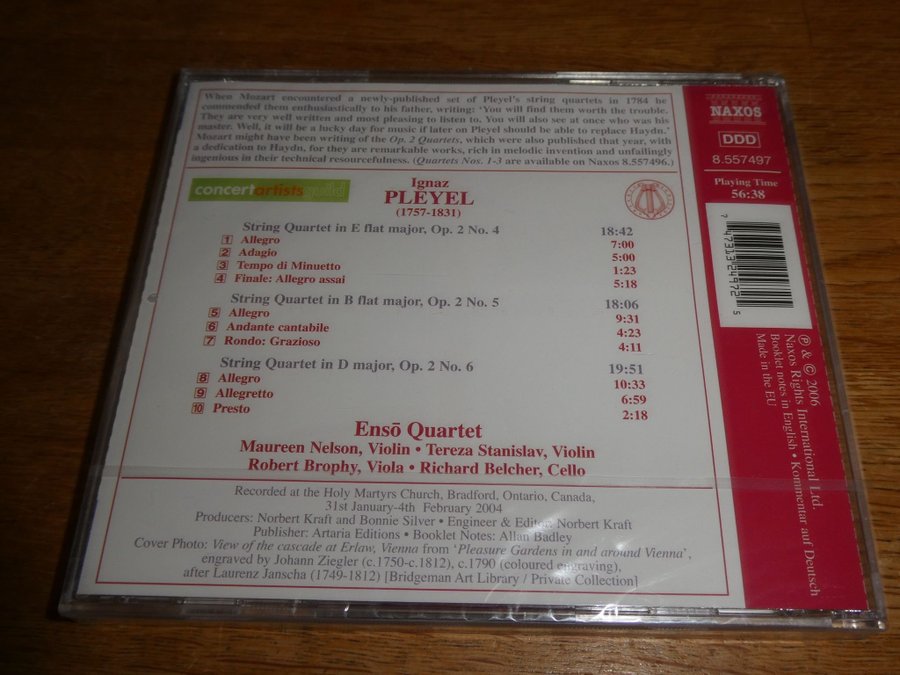 When Mozart encountered a newly-published set of Pleyel's string quartets in 1784 he
commended them enthusiastically to his father, writing: 'You will find them worth the trouble.
They are very well written and most pleasing to listen to. You will also see at once who was his
master. Well, it will be a lucky day for music if later on Pleyel should be able to replace Haydn.'
Mozart might have been writing of the Op. 2 Quartets, which were also published that year, with
a dedication to Haydn, for they are remarkable works, rich in melodic invention and unfailingly
ingenious in their technical resourcefulness. (Quartets Nos. 1-3 are available on Naxos 8.557496.)
concertartistsguild
Ignaz
PLEYEL
(1757-1831)
String Quartet in E flat major, Op. 2 No. 4 18:42
1 Allegro 7:00
2 Adagio 5:00
3 Tempo di Minuetto 1:23
4 Finale: Allegro assai 5:18
String Quartet in B flat major, Op. 2 No. 5 18:06
5 Allegro 9:31
6 Andante cantabile 4:23
7 Rondo: Grazioso 4:11
String Quartet in D major, Op. 2 No. 6 19:51
8 Allegro 10:33
9 Allegretto 6:59
10 Presto 2:18
Ensō Quartet
Maureen Nelson, Violin • Tereza Stanislav, Violin
Robert Brophy, Viola • Richard Belcher, Cello
Recorded at the Holy Martyrs Church, Bradford, Ontario, Canada,
31st January-4th February 2004
Producers: Norbert Kraft and Bonnie Silver • Engineer & Editor: Norbert Kraft
Publisher: Artaria Editions • Booklet Notes: Allan Badley
Cover Photo: View of the cascade at Erlaw, Vienna from 'Pleasure Gardens in and around Vienna',
engraved by Johann Ziegler (c.1750-c.1812), c.1790 (coloured engraving),
after Laurenz Janscha (1749-1812) [Bridgeman Art Library / Private Collection]
NAXOS
DDD
8.557497
Playing Time
56:38
7 47313 24972 5
℗ & © 2006
Naxos Rights International Ltd.
Booklet notes in English • Kommentar auf Deutsch
Made in the EU